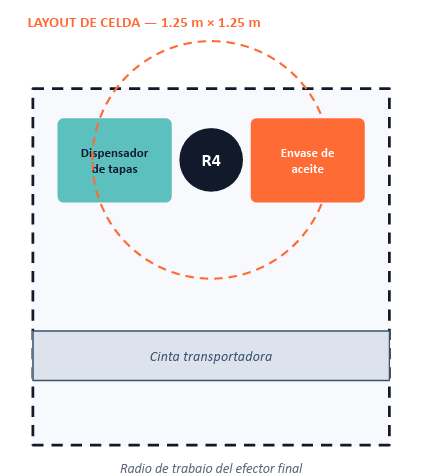 LAYOUT DE CELDA — 1.25 m × 1.25 m
Dispensador
de tapas
R4
Envase de
aceite
Cinta transportadora
Radio de trabajo del efector final